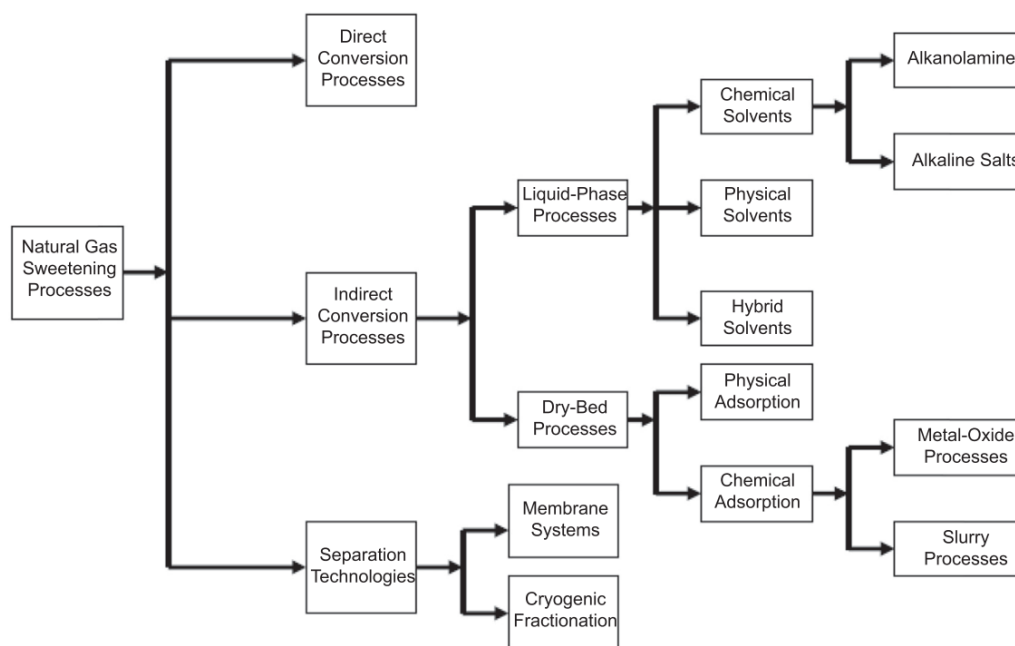 Direct
Conversion
Processes
Alkanolamine
Chemical
Solvents
Alkaline Salts
Liquid-Phase
Processes
Physical
Solvents
Natural Gas
Sweetening
Processes
Indirect
Conversion
Processes
Hybrid
Solvents
Physical
Adsorption
Dry-Bed
Processes
Metal-Oxide
Processes
Chemical
Adsorption
Membrane
Systems
Slurry
Processes
Separation
Technologies
Cryogenic
Fractionation